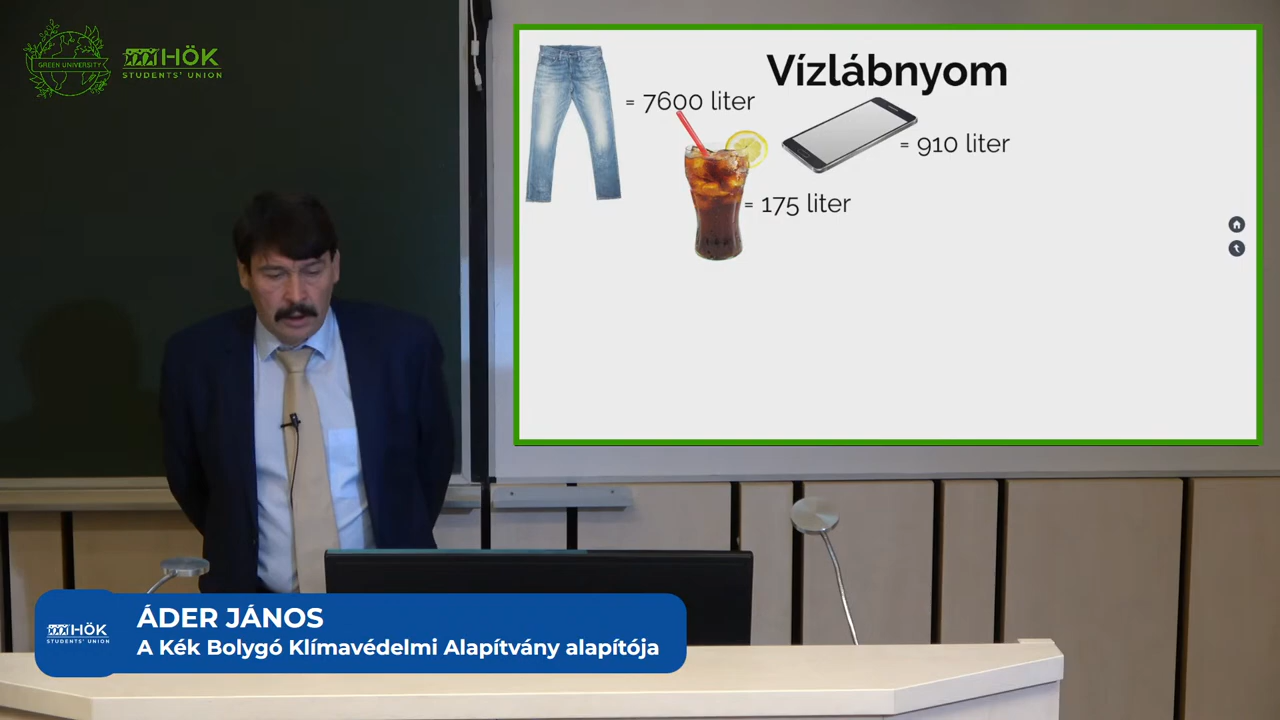 GREEN UNIVERSITY
HÖK
STUDENTS' UNION
Vízlábnyom
= 7600 liter
= 910 liter
= 175 liter
HÖK
STUDENTS' UNION
ÁDER JÁNOS
A Kék Bolygó Klímavédelmi Alapítvány alapítója